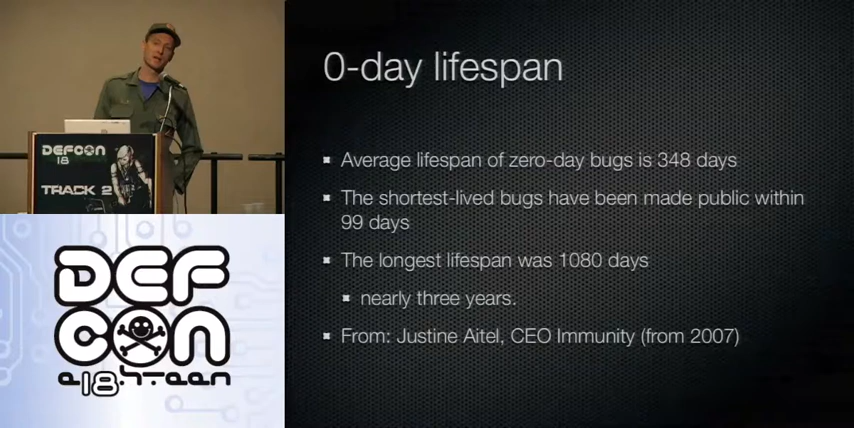 DEFCON
18
TRACK 2
DEF
CON
e18hteen
0-day lifespan
Average lifespan of zero-day bugs is 348 days
The shortest-lived bugs have been made public within
99 days
The longest lifespan was 1080 days
nearly three years.
From: Justine Aitel, CEO Immunity (from 2007)